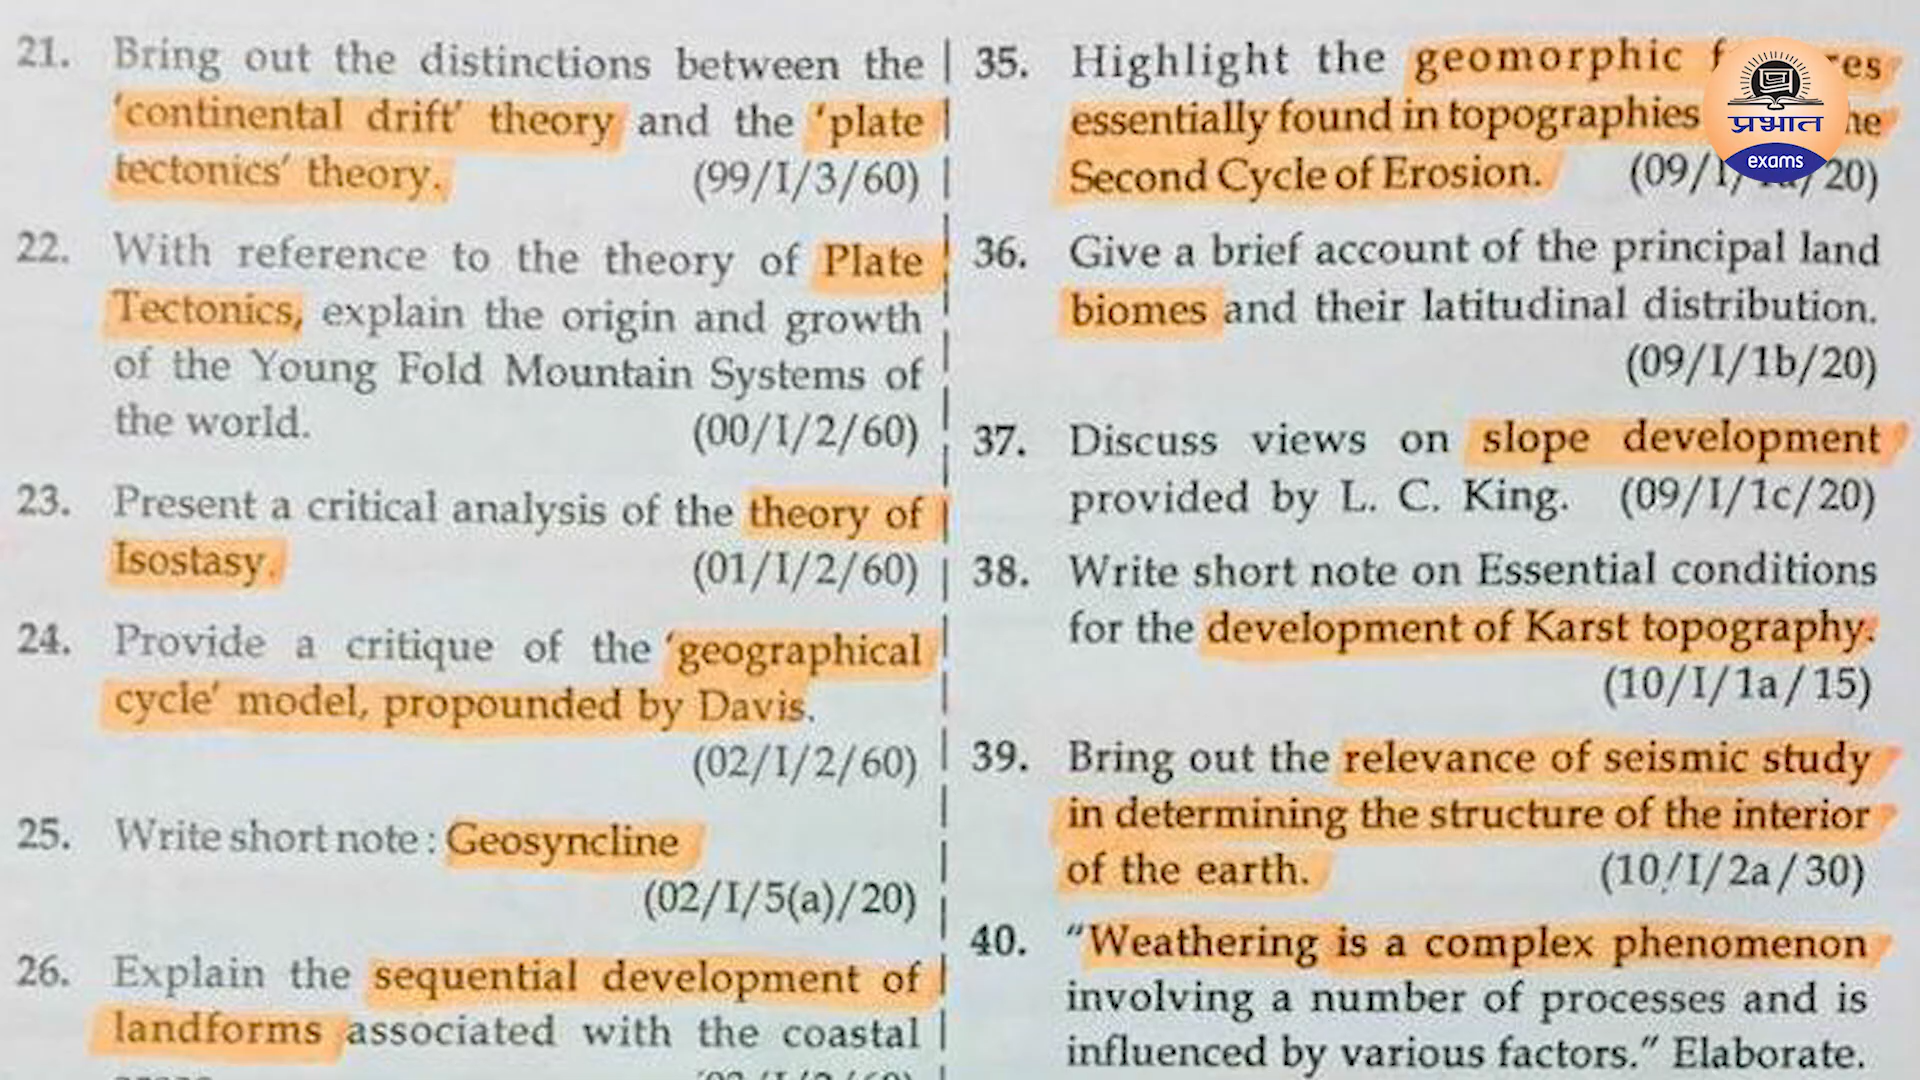 21. Bring out the distinctions between the
'continental drift' theory and the 'plate
tectonics' theory. (99/I/3/60)
22. With reference to the theory of Plate
Tectonics, explain the origin and growth
of the Young Fold Mountain Systems of
the world. (00/I/2/60)
23. Present a critical analysis of the theory of
Isostasy. (01/I/2/60)
24. Provide a critique of the 'geographical
cycle' model, propounded by Davis.
(02/I/2/60)
25. Write short note : Geosyncline
(02/I/5(a)/20)
26. Explain the sequential development of
landforms associated with the coastal
35. Highlight the geomorphic
essentially found in topographies
Second Cycle of Erosion. (09/I/ /20)
36. Give a brief account of the principal land
biomes and their latitudinal distribution.
(09/I/1b/20)
37. Discuss views on slope development
provided by L. C. King. (09/I/1c/20)
38. Write short note on Essential conditions
for the development of Karst topography.
(10/I/1a/15)
39. Bring out the relevance of seismic study
in determining the structure of the interior
of the earth. (10/I/2a/30)
40. "Weathering is a complex phenomenon
involving a number of processes and is
influenced by various factors." Elaborate.
प्रभात
exams